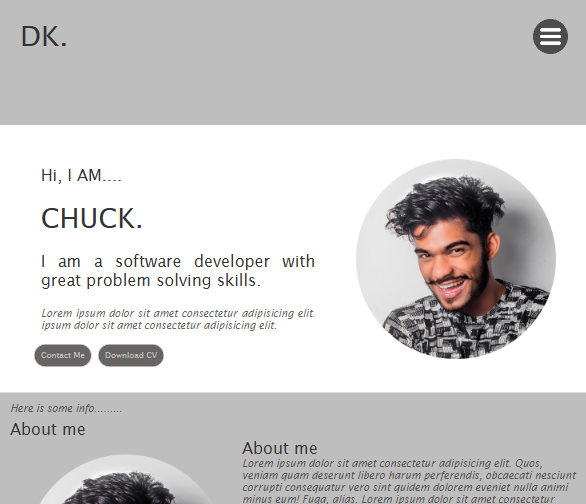 DK.
Hi, I AM....
CHUCK.
I am a software developer with
great problem solving skills.
Lorem ipsum dolor sit amet consectetur adipisicing elit.
ipsum dolor sit amet consectetur adipisicing elit.
Contact Me
Download CV
Here is some info.........
About me
About me
Lorem ipsum dolor sit amet consectetur adipisicing elit. Quos,
veniam quam deserunt libero harum perferendis, obcaecati nesciunt
corrupti consequatur vero sint quidem dolorem eveniet nulla animi
minus eum! Fuga, alias. Lorem ipsum dolor sit amet consectetur